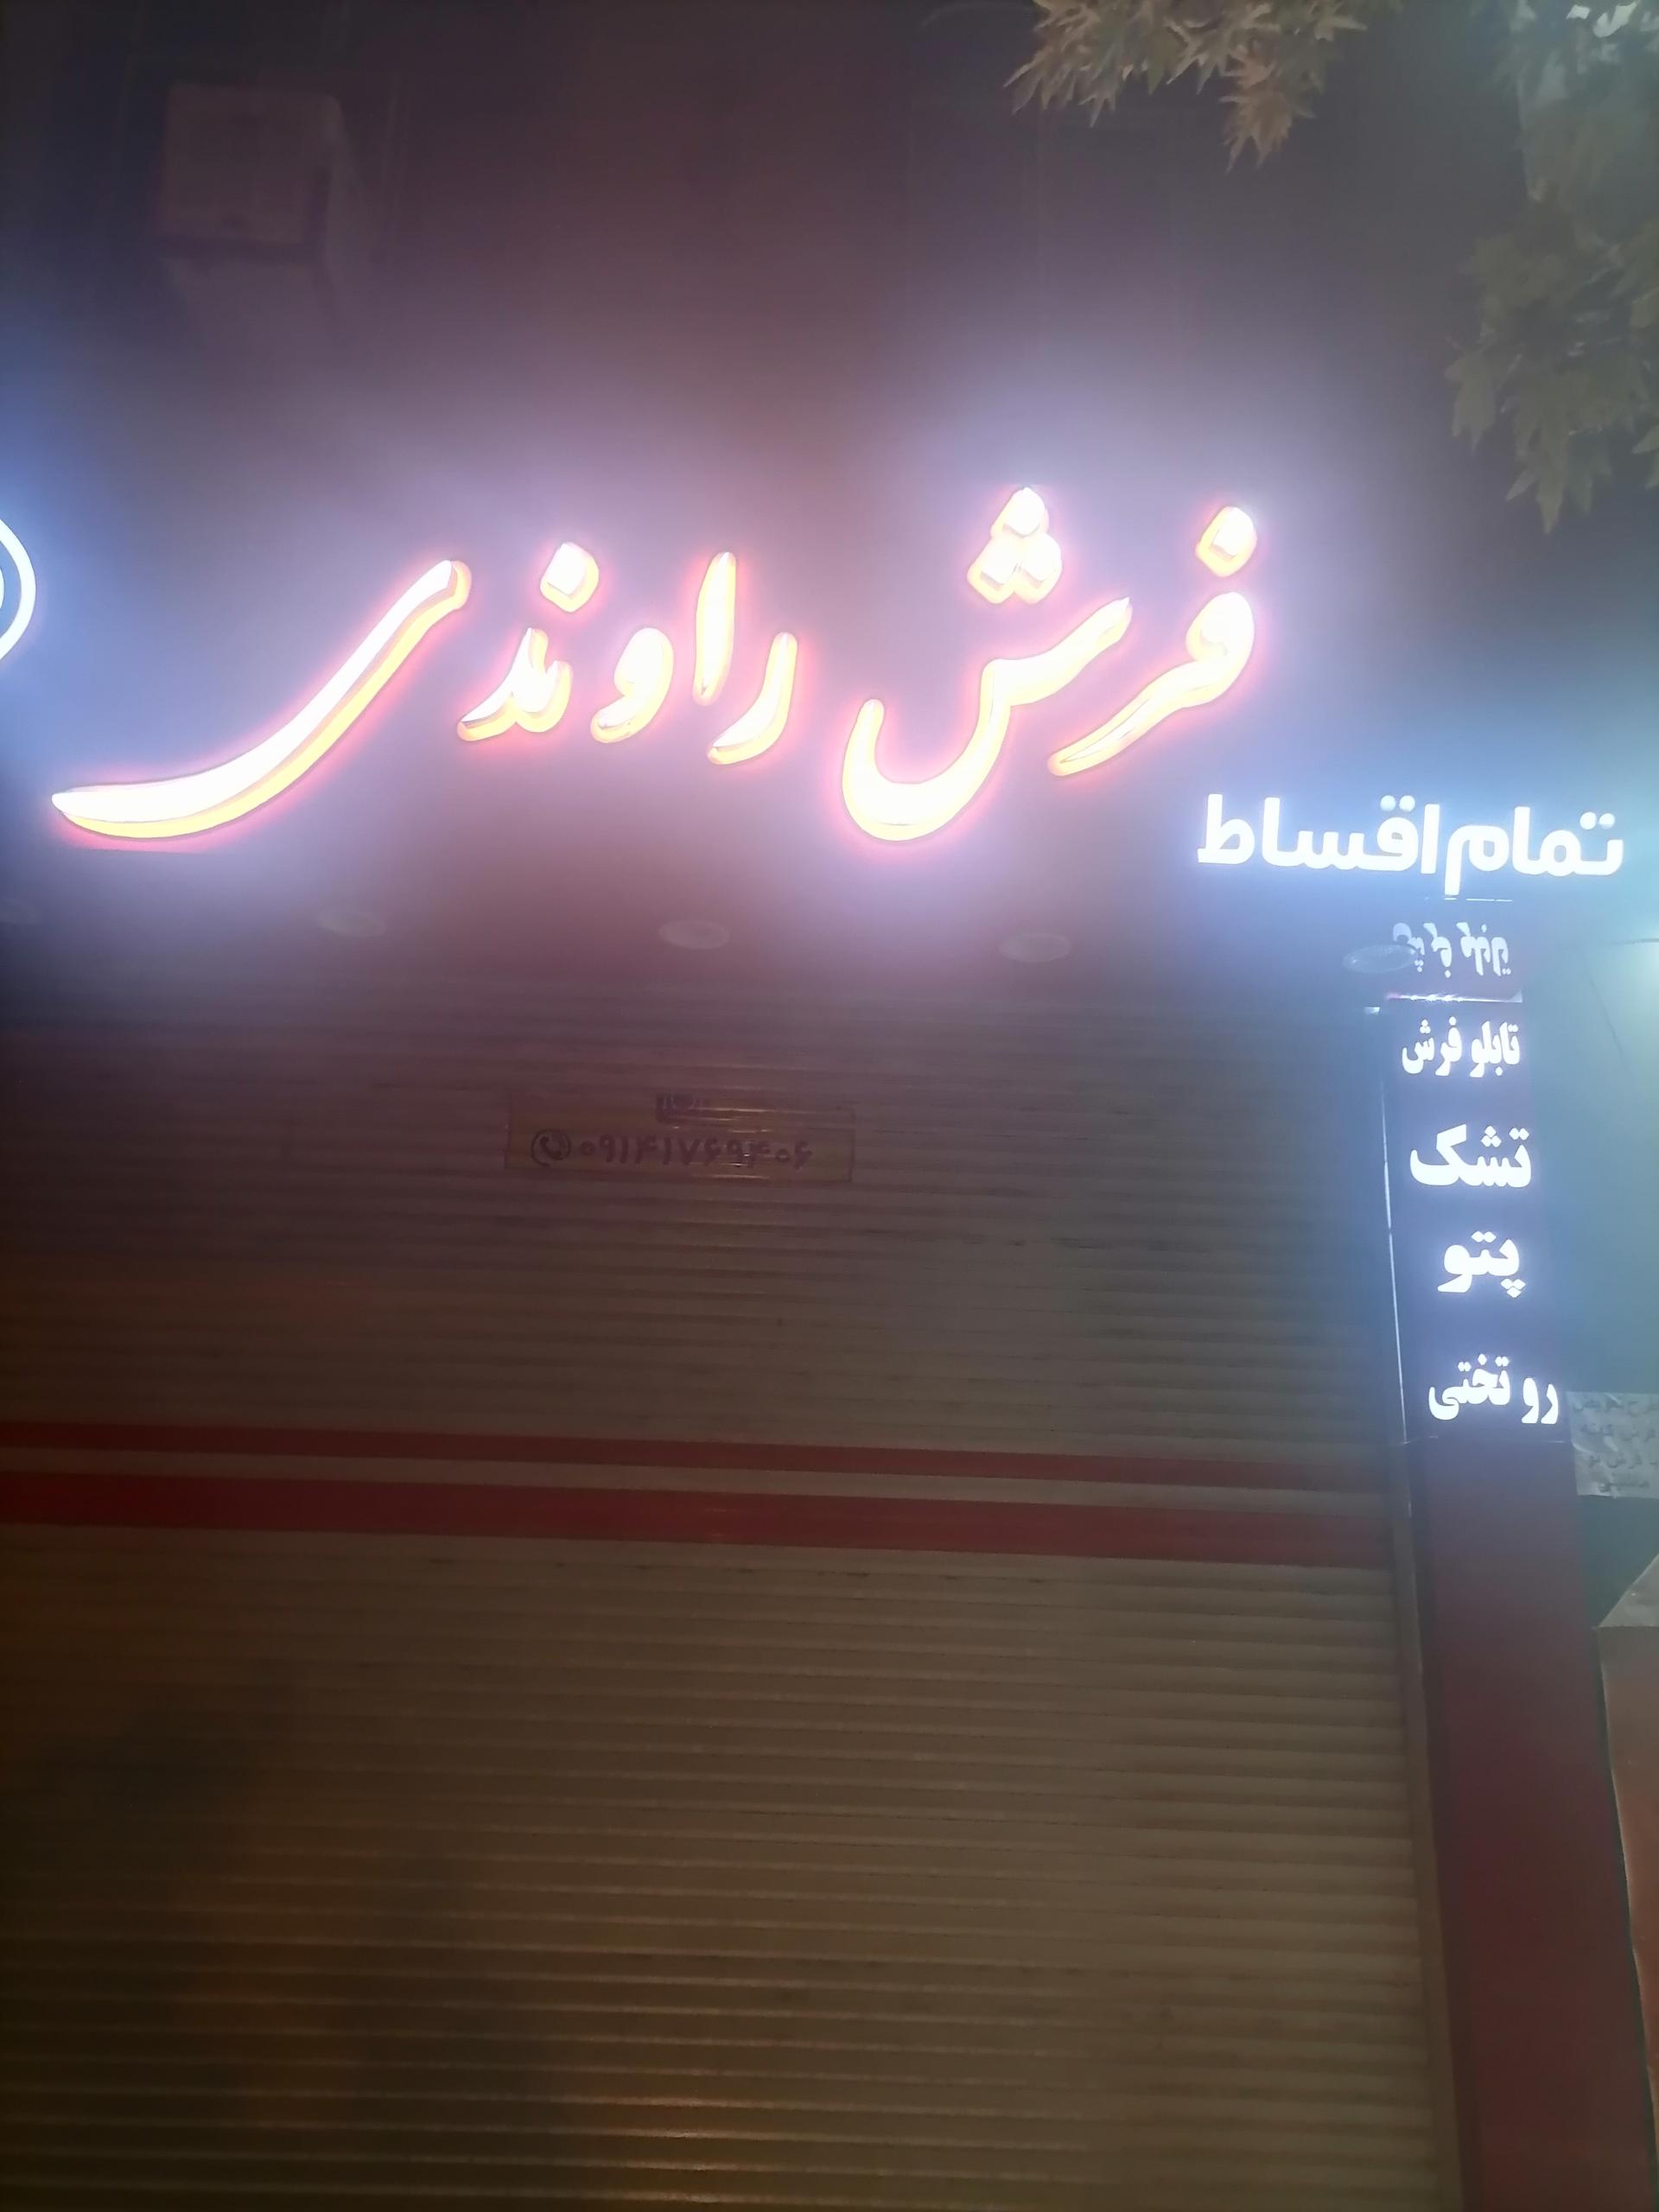 فرش راوندی
تمام اقساط
تابلو فرش
تشک
پتو
رو تختی
۰۹۱۴۱۷۶۹۴۰۶